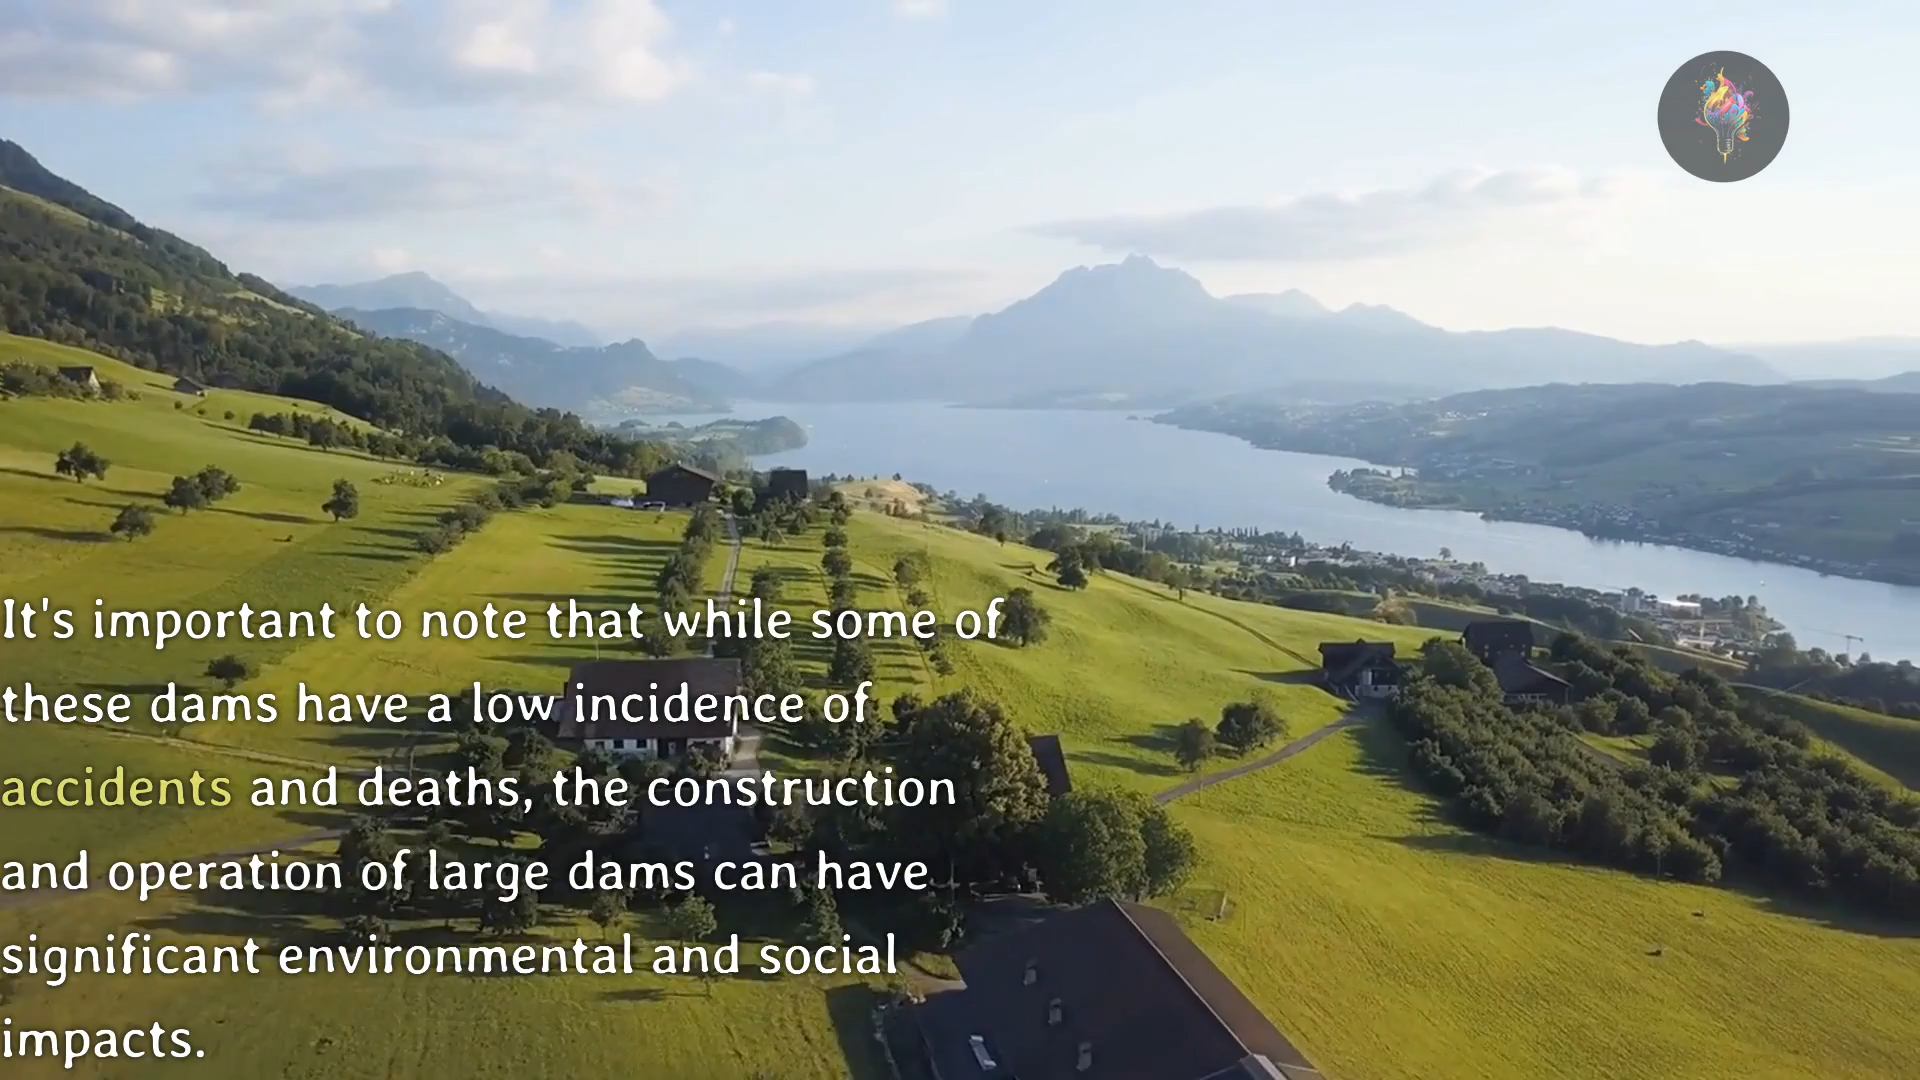 It's important to note that while some of
these dams have a low incidence of
accidents and deaths, the construction
and operation of large dams can have
significant environmental and social
impacts.